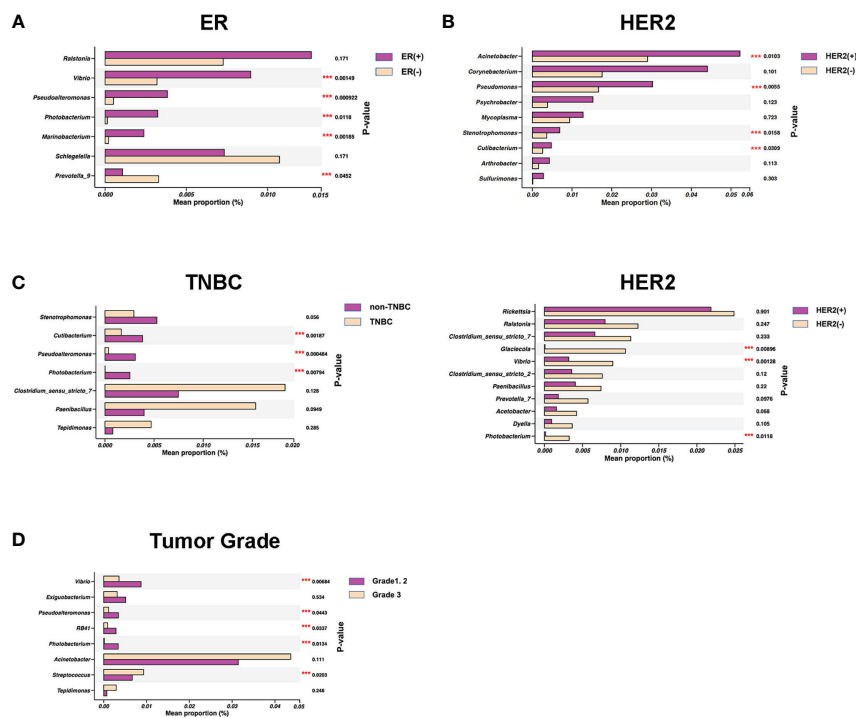 A
ER
Ralstonia
Vibrio
Pseudoalteromonas
Photobacterium
Marinobacterium
Schlegelella
Prevotella_9
0.171
*** 0.00149
*** 0.000922
*** 0.0118
*** 0.00185
0.171
*** 0.0452
ER(+)
ER(-)
P-value
0.000 0.005 0.010 0.015
Mean proportion (%)
B
HER2
Acinetobacter
Corynebacterium
Pseudomonas
Psychrobacter
Mycoplasma
Stenotrophomonas
Cutibacterium
Arthrobacter
Sulfurimonas
*** 0.0103
0.101
*** 0.0055
0.123
0.723
*** 0.0158
*** 0.0309
0.113
0.303
HER2(+)
HER2(-)
P-value
0.00 0.01 0.02 0.03 0.04 0.05 0.06
Mean proportion (%)
C
TNBC
Stenotrophomonas
Cutibacterium
Pseudoalteromonas
Photobacterium
Clostridium_sensu_stricto_7
Paenibacillus
Tepidimonas
0.056
*** 0.00187
*** 0.000484
*** 0.00794
0.128
0.0949
0.285
non-TNBC
TNBC
P-value
0.000 0.005 0.010 0.015 0.020
Mean proportion (%)
HER2
Rickettsia
Ralstonia
Clostridium_sensu_stricto_7
Glaciecola
Vibrio
Clostridium_sensu_stricto_2
Paenibacillus
Prevotella_7
Acetobacter
Dyella
Photobacterium
0.901
0.247
0.233
*** 0.00896
*** 0.00128
0.12
0.22
0.0976
0.068
0.105
*** 0.0118
HER2(+)
HER2(-)
P-value
0.000 0.005 0.010 0.015 0.020 0.025
Mean proportion (%)
D
Tumor Grade
Vibrio
Exiguobacterium
Pseudoalteromonas
RB41
Photobacterium
Acinetobacter
Streptococcus
Tepidimonas
*** 0.00684
0.534
*** 0.0443
*** 0.0337
*** 0.0134
0.111
*** 0.0203
0.246
Grade1. 2
Grade 3
P-value
0.00 0.01 0.02 0.03 0.04 0.05
Mean proportion (%)